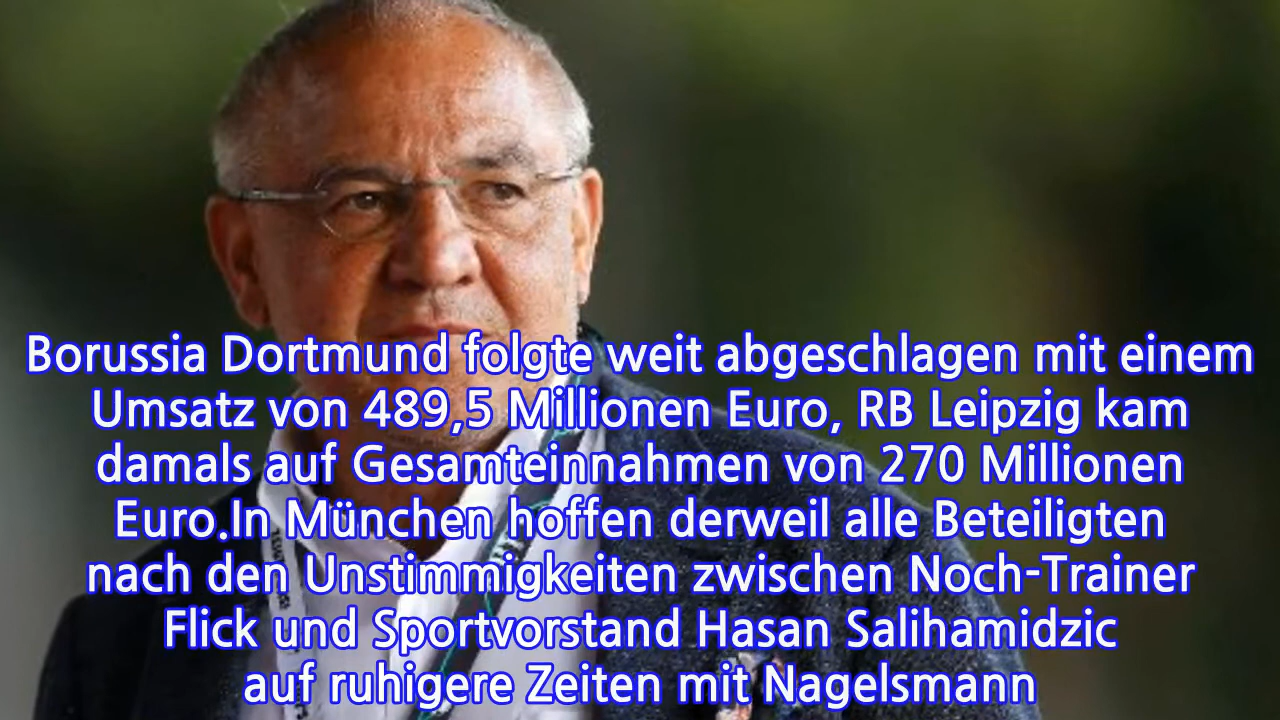 Borussia Dortmund folgte weit abgeschlagen mit einem
Umsatz von 489,5 Millionen Euro, RB Leipzig kam
damals auf Gesamteinnahmen von 270 Millionen
Euro.In München hoffen derweil alle Beteiligten
nach den Unstimmigkeiten zwischen Noch-Trainer
Flick und Sportvorstand Hasan Salihamidzic
auf ruhigere Zeiten mit Nagelsmann